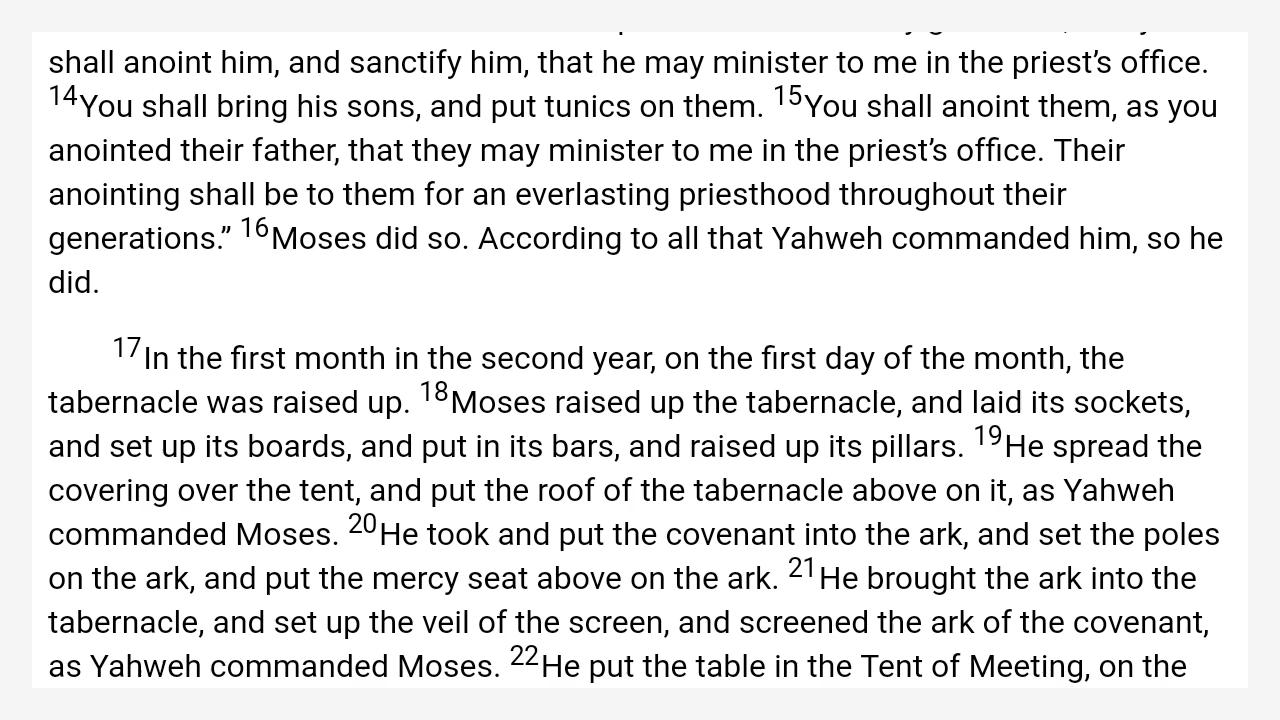 shall anoint him, and sanctify him, that he may minister to me in the priest’s office.
14You shall bring his sons, and put tunics on them. 15You shall anoint them, as you
anointed their father, that they may minister to me in the priest’s office. Their
anointing shall be to them for an everlasting priesthood throughout their
generations.” 16Moses did so. According to all that Yahweh commanded him, so he
did.
17In the first month in the second year, on the first day of the month, the
tabernacle was raised up. 18Moses raised up the tabernacle, and laid its sockets,
and set up its boards, and put in its bars, and raised up its pillars. 19He spread the
covering over the tent, and put the roof of the tabernacle above on it, as Yahweh
commanded Moses. 20He took and put the covenant into the ark, and set the poles
on the ark, and put the mercy seat above on the ark. 21He brought the ark into the
tabernacle, and set up the veil of the screen, and screened the ark of the covenant,
as Yahweh commanded Moses. 22He put the table in the Tent of Meeting, on the